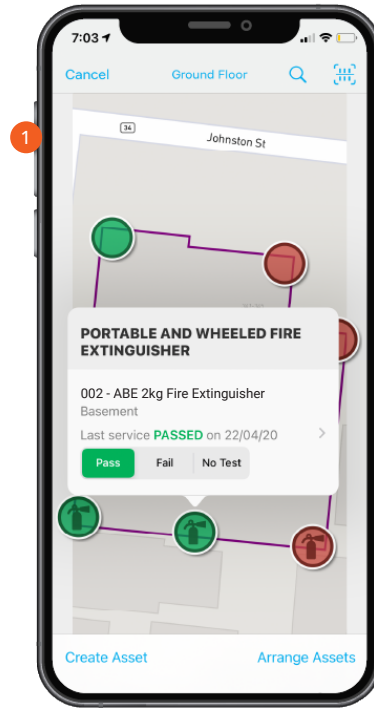 7:03
Cancel
Ground Floor
1
34
Johnston St
PORTABLE AND WHEELED FIRE
EXTINGUISHER
002 - ABE 2kg Fire Extinguisher
Basement
Last service PASSED on 22/04/20
Pass
Fail
No Test
Create Asset
Arrange Assets